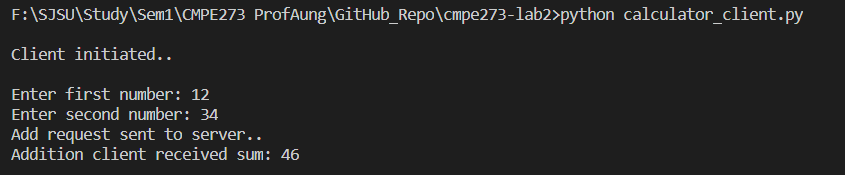 F:\SJSU\Study\Sem1\CMPE273 ProfAung\GitHub_Repo\cmpe273-lab2>python calculator_client.py
Client initiated..
Enter first number: 12
Enter second number: 34
Add request sent to server..
Addition client received sum: 46